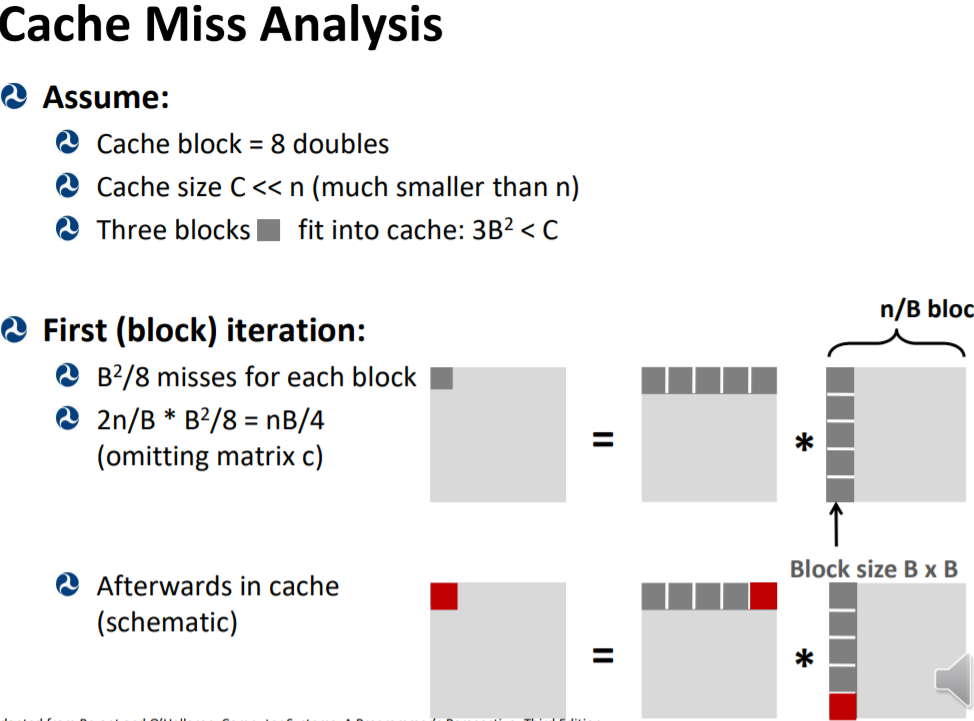 Cache Miss Analysis
Assume:
Cache block = 8 doubles
Cache size C << n (much smaller than n)
Three blocks fit into cache: 3B² < C
n/B bloc
First (block) iteration:
B²/8 misses for each block
2n/B * B²/8 = nB/4
(omitting matrix c)
= *
Block size B x B
Afterwards in cache
(schematic)
= *